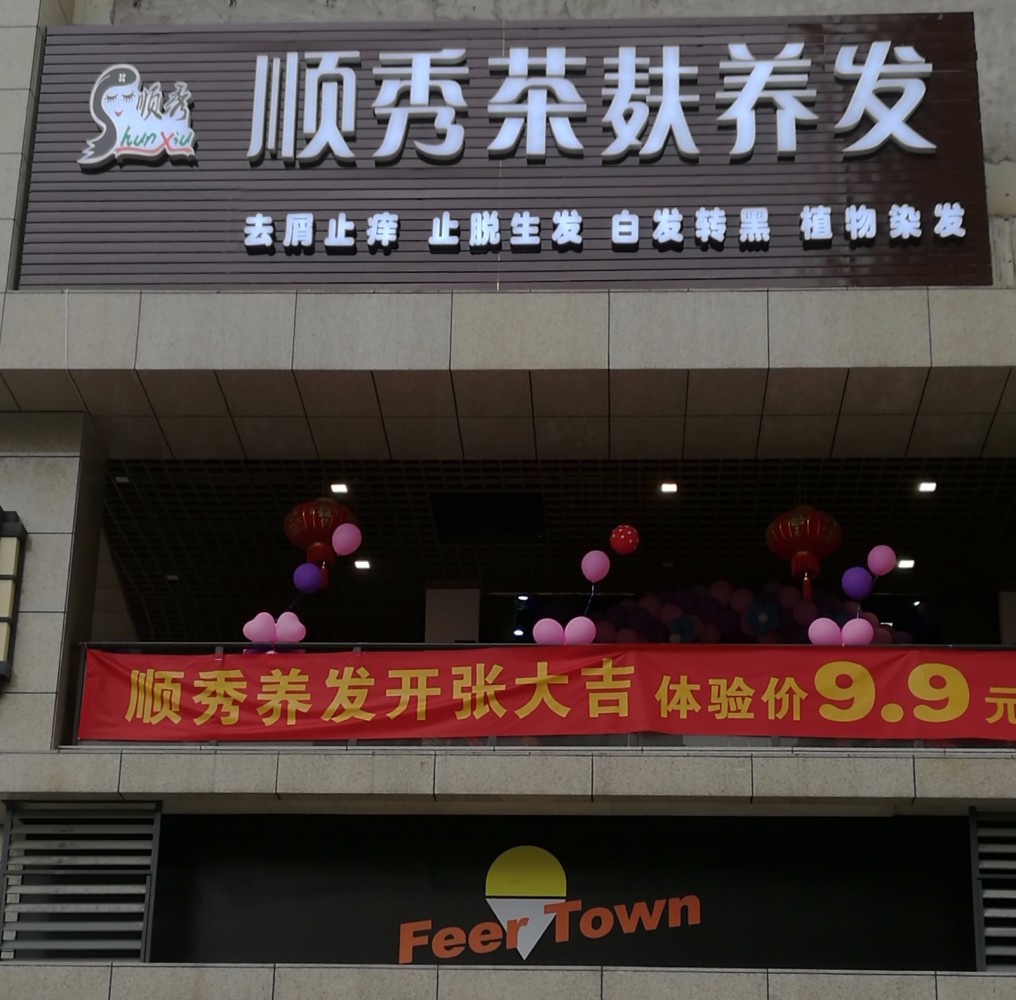 顺秀
Shunxiu
顺秀茶麸养发
去屑止痒 止脱生发 白发转黑 植物染发
顺秀养发开张大吉 体验价9.9元
Feer Town